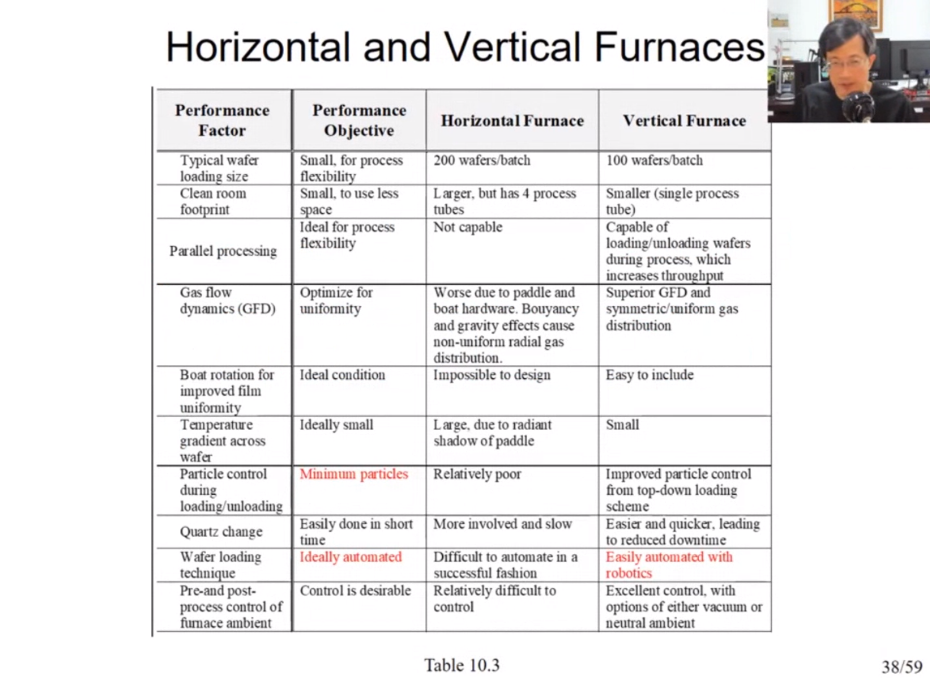 Horizontal and Vertical Furnaces
Performance Factor
Performance Objective
Horizontal Furnace
Vertical Furnace
Typical wafer
loading size
Small, for process
flexibility
200 wafers/batch
100 wafers/batch
Clean room
footprint
Small, to use less
space
Larger, but has 4 process
tubes
Smaller (single process
tube)
Parallel processing
Ideal for process
flexibility
Not capable
Capable of
loading/unloading wafers
during process, which
increases throughput
Gas flow
dynamics (GFD)
Optimize for
uniformity
Worse due to paddle and
boat hardware. Bouyancy
and gravity effects cause
non-uniform radial gas
distribution.
Superior GFD and
symmetric/uniform gas
distribution
Boat rotation for
improved film
uniformity
Ideal condition
Impossible to design
Easy to include
Temperature
gradient across
wafer
Ideally small
Large, due to radiant
shadow of paddle
Small
Particle control
during
loading/unloading
Minimum particles
Relatively poor
Improved particle control
from top-down loading
scheme
Quartz change
Easily done in short
time
More involved and slow
Easier and quicker, leading
to reduced downtime
Wafer loading
technique
Ideally automated
Difficult to automate in a
successful fashion
Easily automated with
robotics
Pre-and post-
process control of
furnace ambient
Control is desirable
Relatively difficult to
control
Excellent control, with
options of either vacuum or
neutral ambient
Table 10.3
38/59